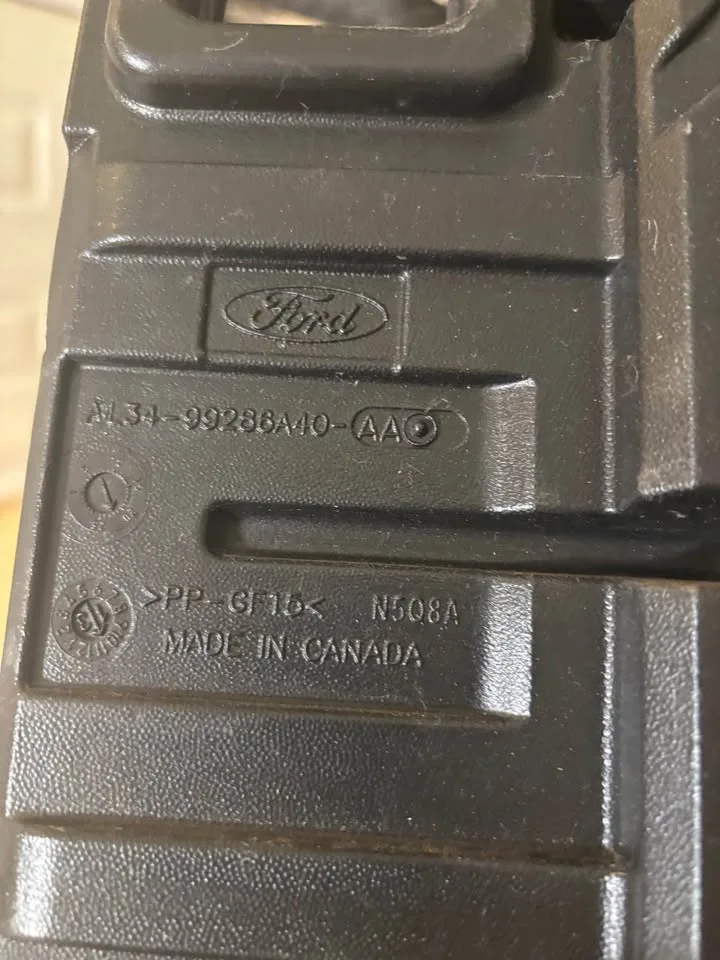 Ford
AL34-99286A40-AA
>PP-GF15< N5Q8A
MADE IN CANADA